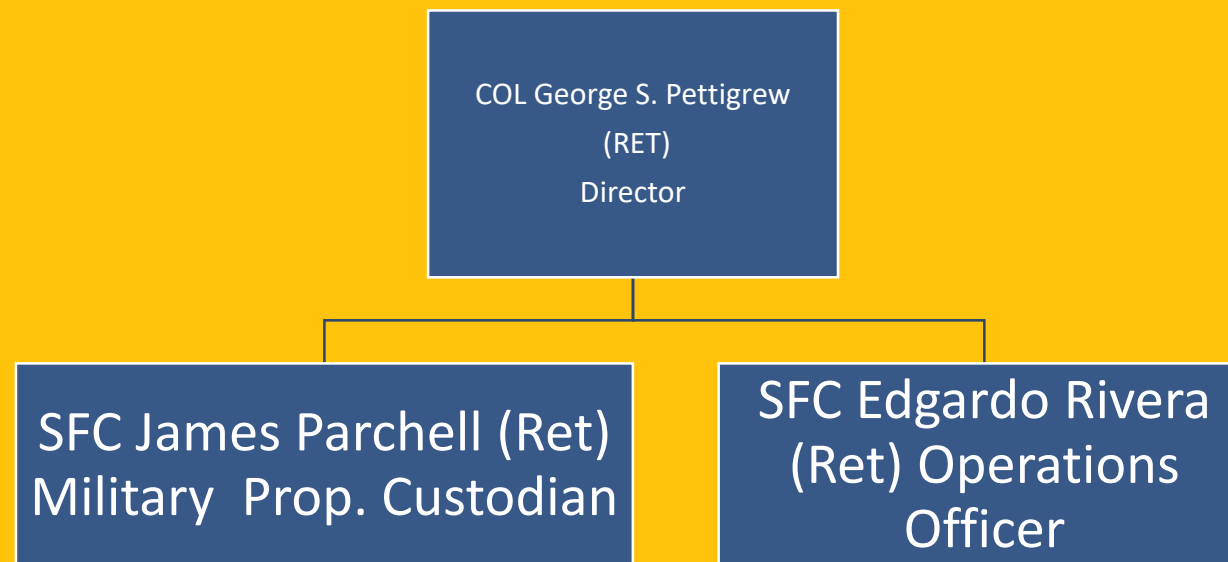 COL George S. Pettigrew
(RET)
Director
SFC James Parchell (Ret)
Military  Prop. Custodian
SFC Edgardo Rivera
(Ret) Operations
Officer